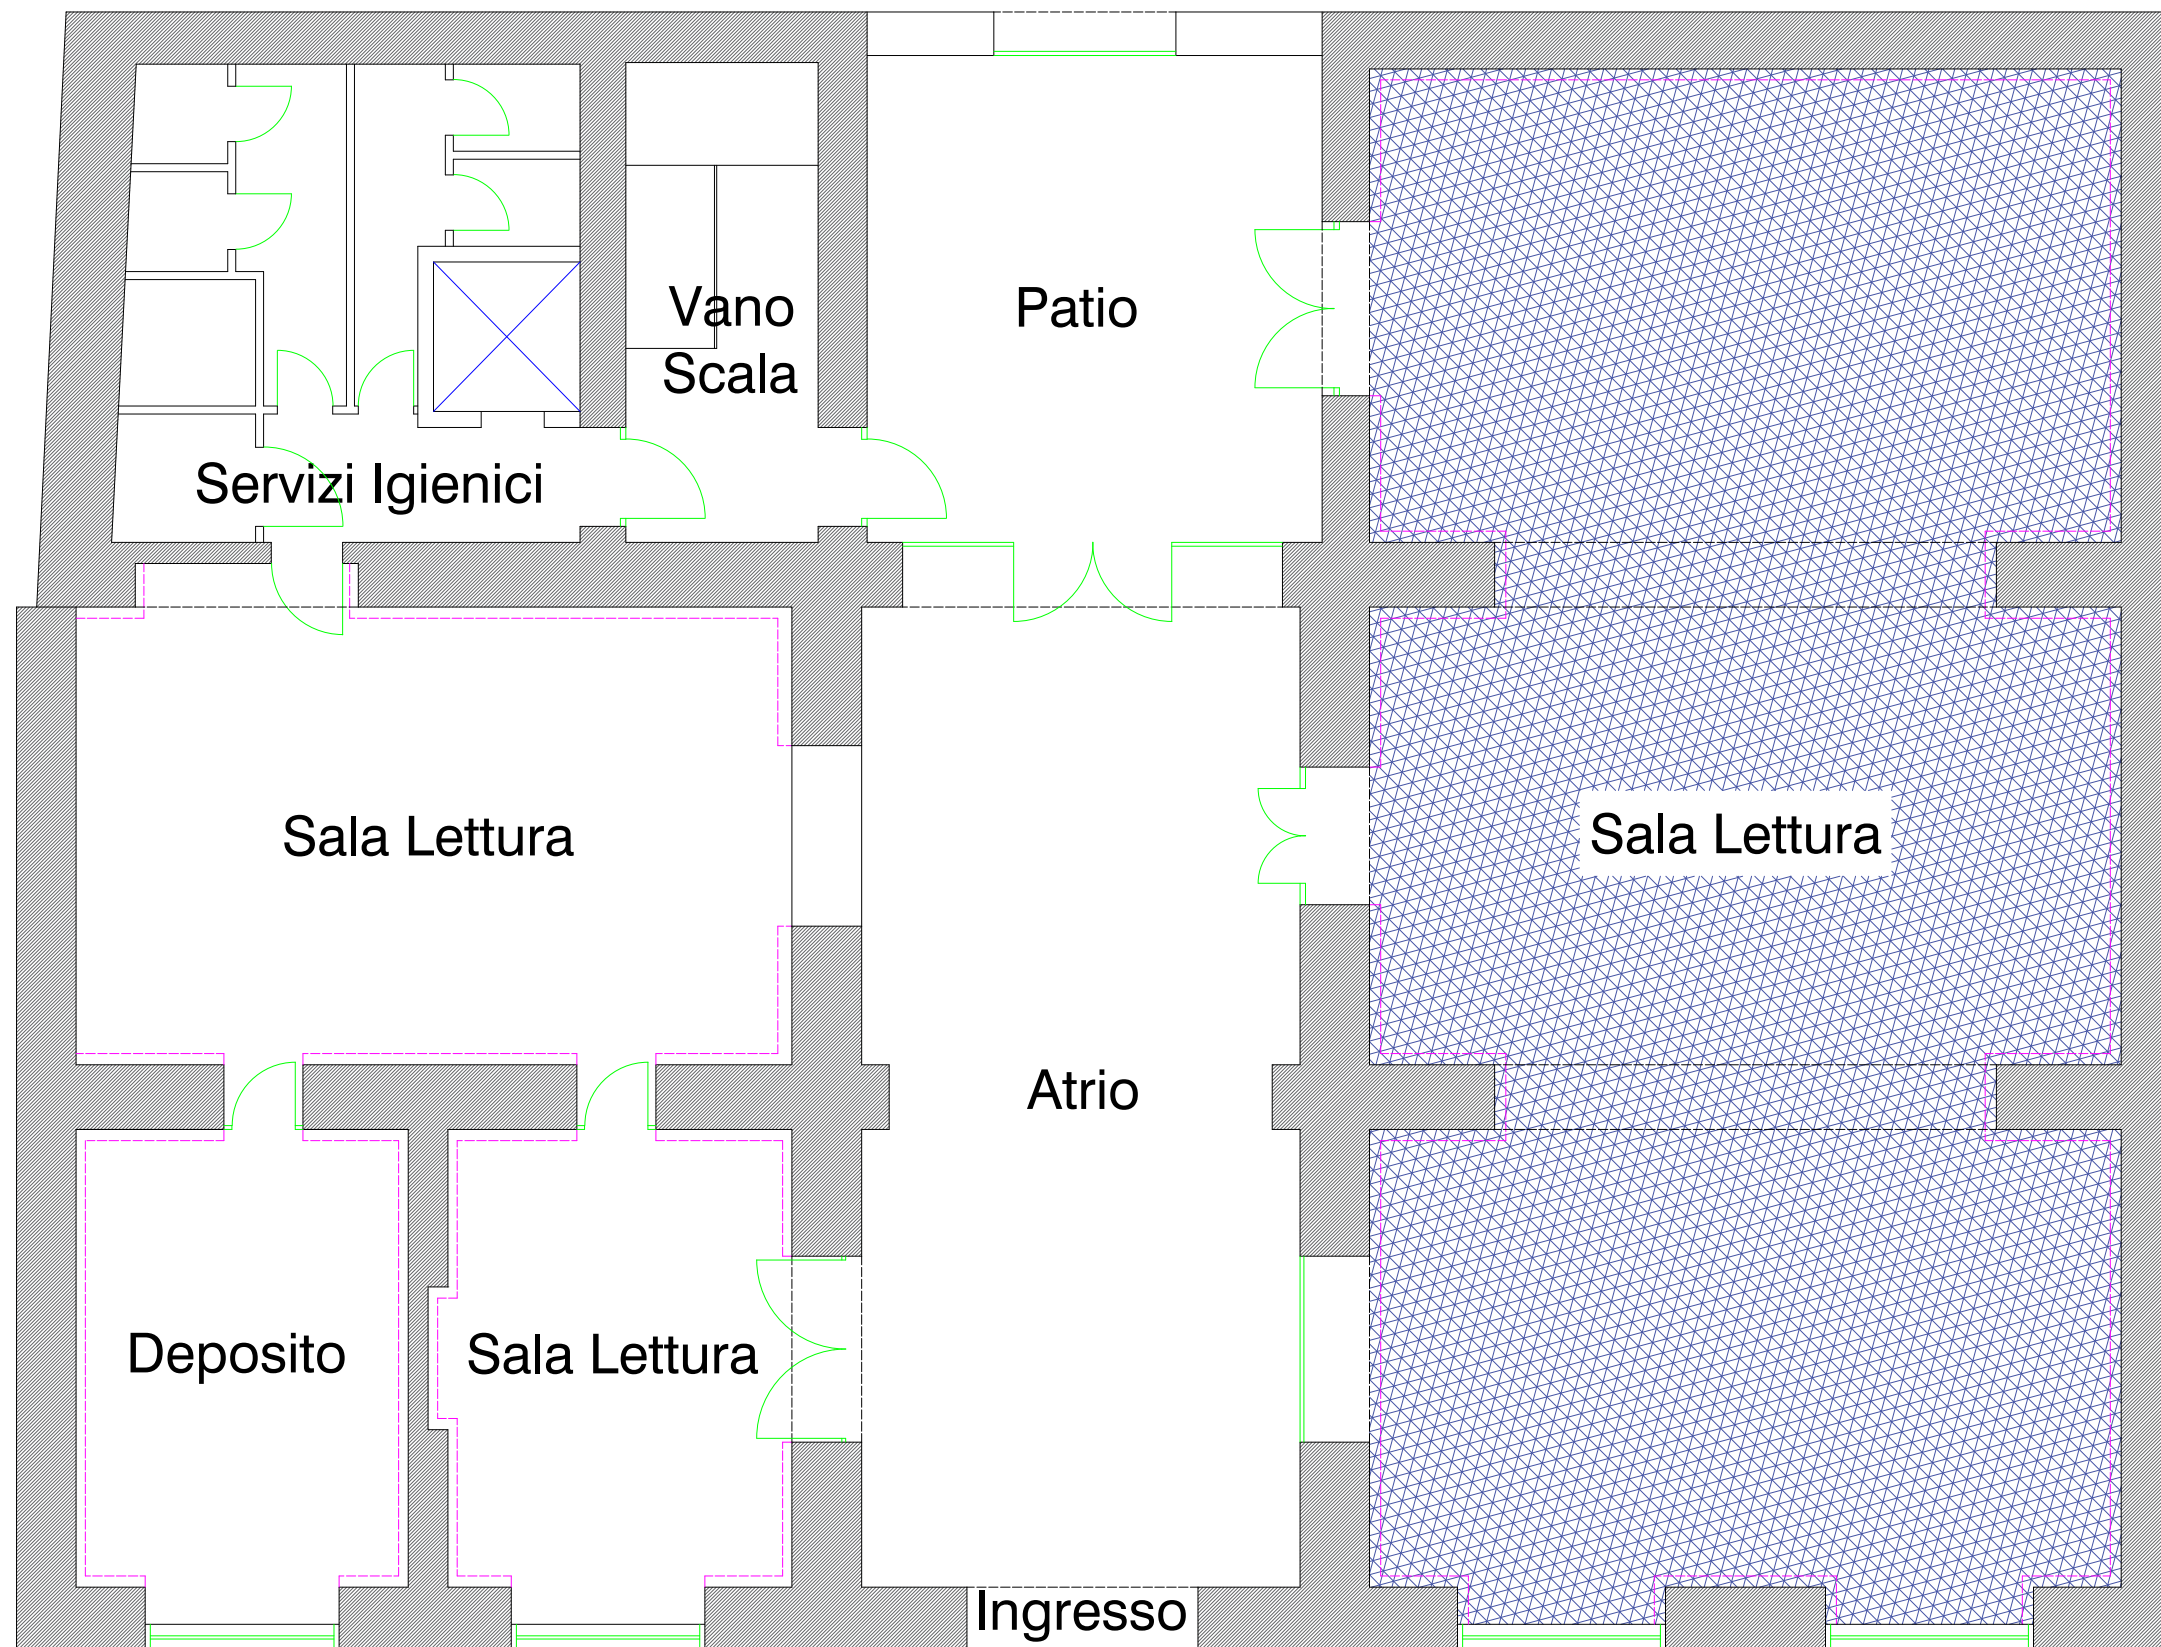 Vano
Scala
Patio
Servizi Igienici
Sala Lettura
Sala Lettura
Atrio
Deposito
Sala Lettura
Ingresso